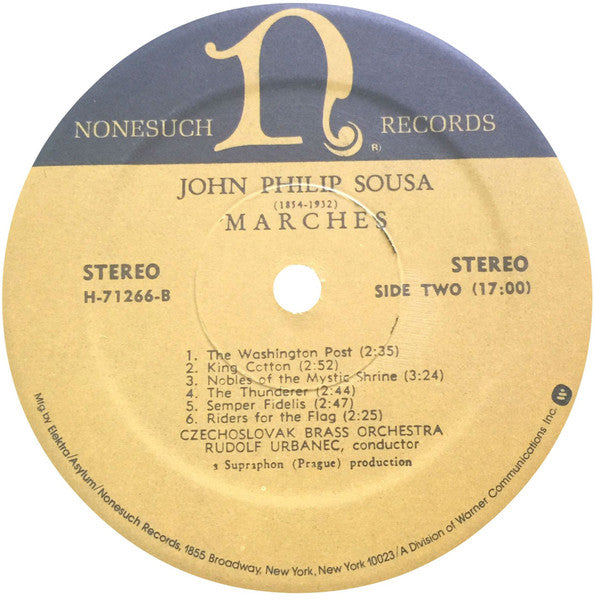 n
NONESUCH RECORDS
®
JOHN PHILIP SOUSA
(1854-1932)
MARCHES
STEREO
H-71266-B
STEREO
SIDE TWO (17:00)
1. The Washington Post (2:35)
2. King Cotton (2:52)
3. Nobles of the Mystic Shrine (3:24)
4. The Thunderer (2:44)
5. Semper Fidelis (2:47)
6. Riders for the Flag (2:25)
CZECHOSLOVAK BRASS ORCHESTRA
RUDOLF URBANEC, conductor
a Supraphon (Prague) production
Mfg. by Elektra/Asylum/Nonesuch Records, 1855 Broadway, New York, New York 10023/A Division of Warner Communications Inc.